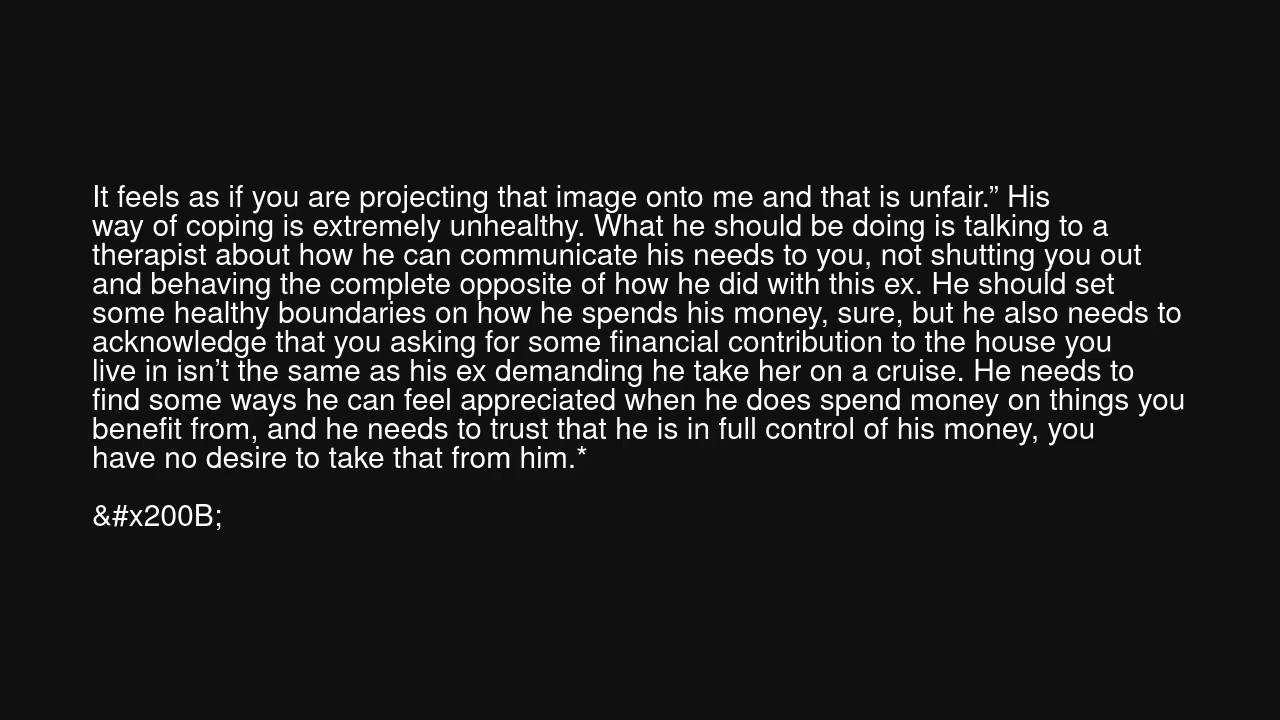 It feels as if you are projecting that image onto me and that is unfair.” His
way of coping is extremely unhealthy. What he should be doing is talking to a
therapist about how he can communicate his needs to you, not shutting you out
and behaving the complete opposite of how he did with this ex. He should set
some healthy boundaries on how he spends his money, sure, but he also needs to
acknowledge that you asking for some financial contribution to the house you
live in isn’t the same as his ex demanding he take her on a cruise. He needs to
find some ways he can feel appreciated when he does spend money on things you
benefit from, and he needs to trust that he is in full control of his money, you
have no desire to take that from him.*
&#x200B;